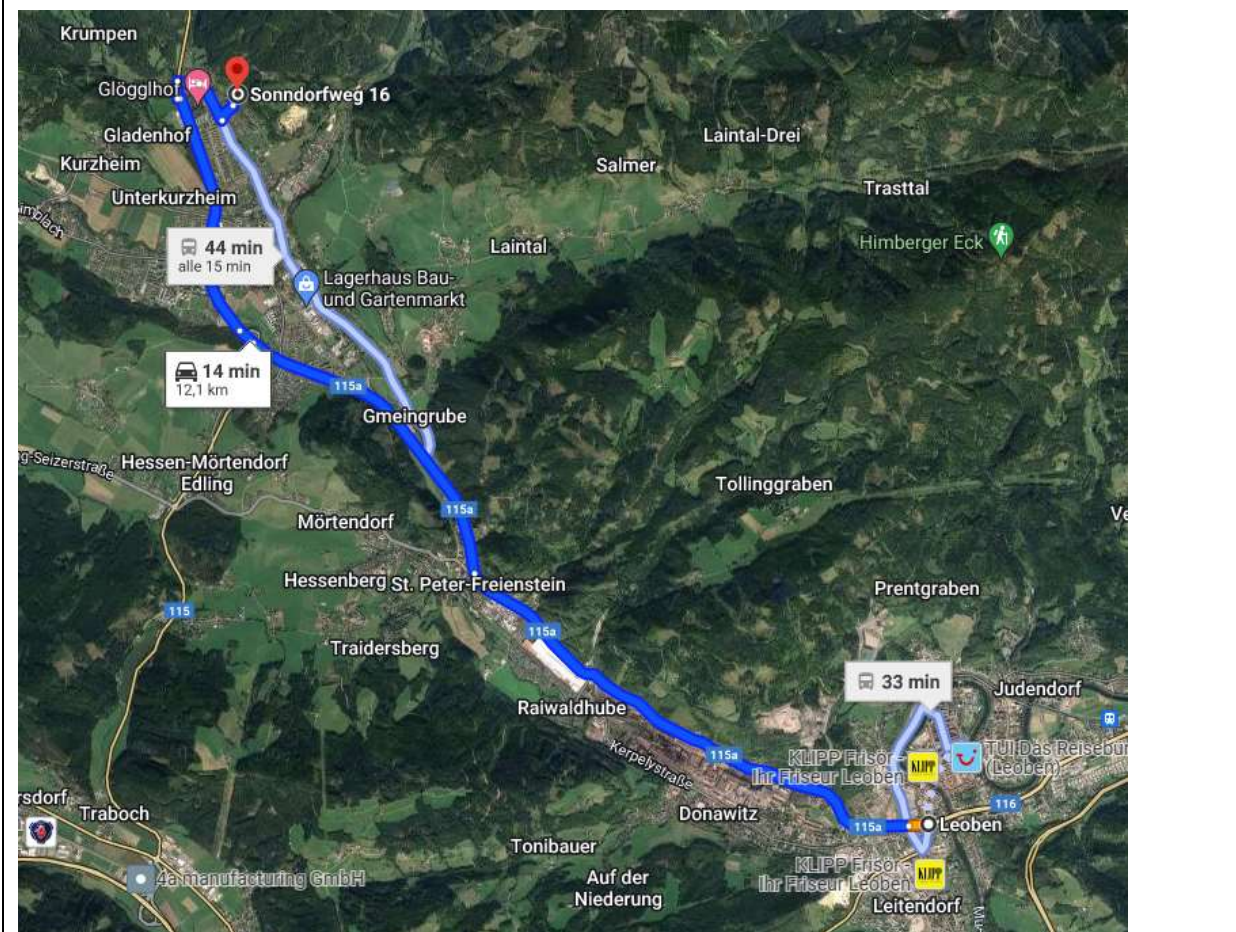 Krumpen
Glögglhof
Sonndorfweg 16
Gladenhof
Laintal-Drei
Kurzheim
Salmer
Trasttal
Unterkurzheim
44 min
alle 15 min
Laintal
Himberger Eck
Lagerhaus Bau-
und Gartenmarkt
14 min
12,1 km
115a
Gmeingrube
Hessen-Mörtendorf
Edling
Tollinggraben
115a
Mörtendorf
Hessenberg
St. Peter-Freienstein
Prentgraben
115
115a
Traidersberg
33 min
Judendorf
Raiwaldhube
Kerpelystraße
115a
KLIPP Frisör -
Ihr Friseur Leoben
KLIPP
TUI Das Reisebur
(Leoben)
116
Traboch
Donawitz
115a
Leoben
Tonibauer
4a manufacturing GmbH
Auf der
Niederung
KLIPP Frisör -
Ihr Friseur Leoben
KLIPP
Leitendorf